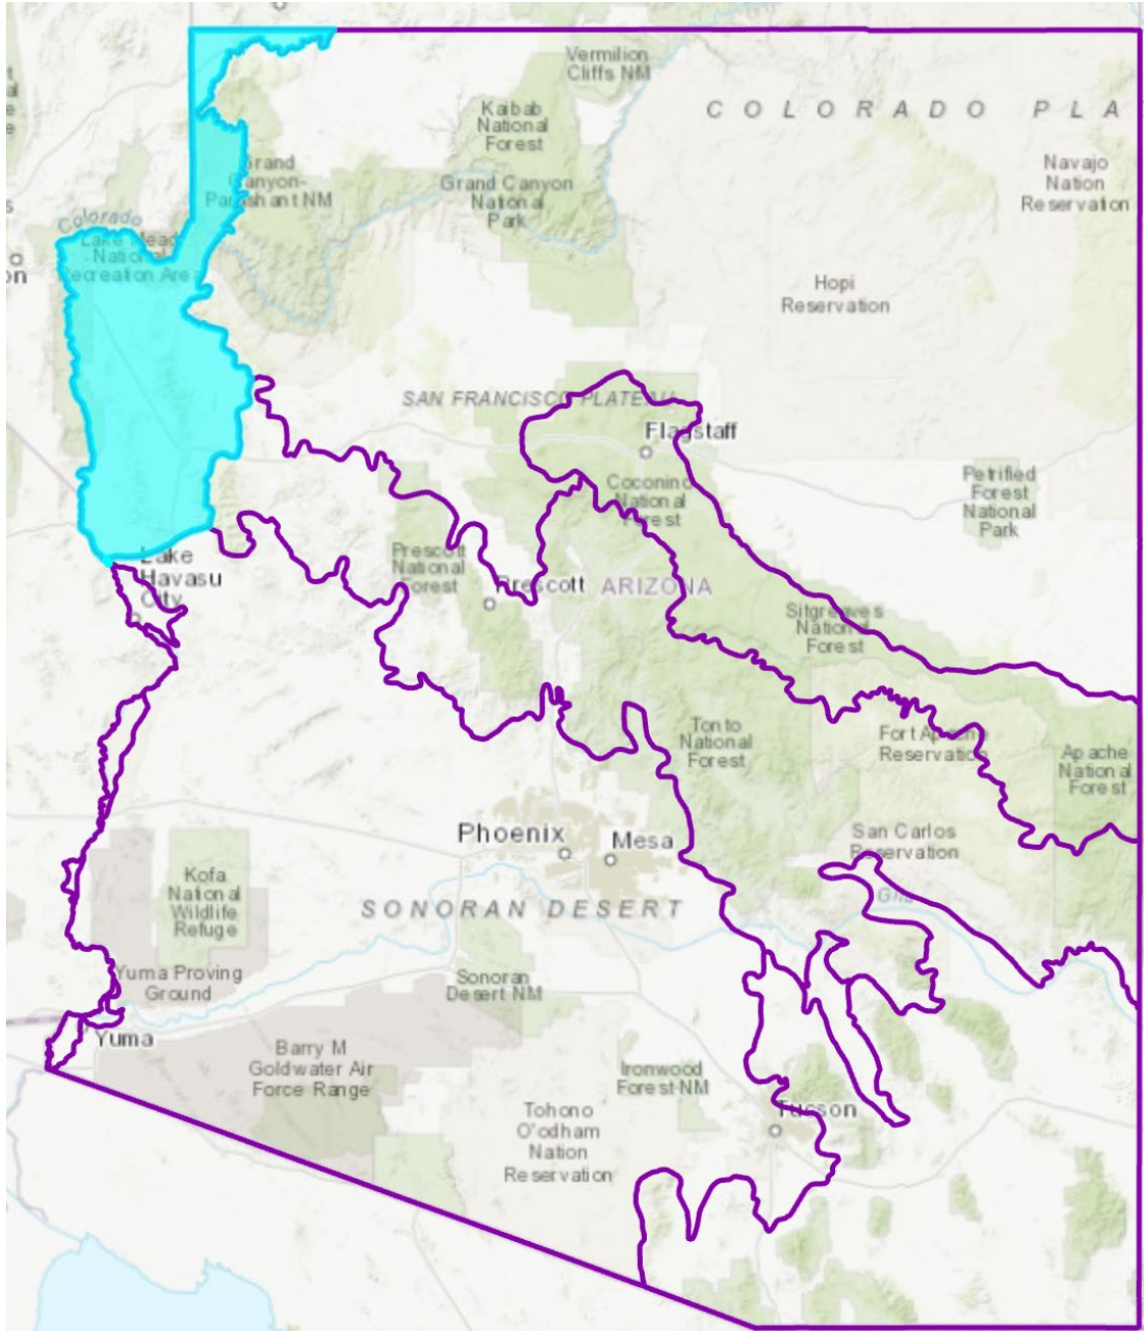 Vermilion
Cliffs NM
COLORADO PLA
Kaibab
National
Forest
Grand
Canyon-
Parashant NM
Grand Canyon
National
Park
Navajo
Nation
Reservation
Colorado
Lake Mead
National
Recreation Area
on
Hopi
Reservation
SAN FRANCISCO PLATEAU
Flagstaff
Coconino
National
Forest
Petrified
Forest
National
Park
Lake
Havasu
City
Prescott
National
Forest
Prescott
ARIZONA
Sitgreaves
National
Forest
Tonto
National
Forest
Fort Apache
Reservation
Apache
National
Forest
Phoenix
Mesa
San Carlos
Reservation
Kofa
National
Wildlife
Refuge
SONORAN DESERT
Gila
Yuma Proving
Ground
Sonoran
Desert NM
Yuma
Barry M
Goldwater Air
Force Range
Ironwood
Forest NM
Tohono
O'odham
Nation
Reservation
Tucson